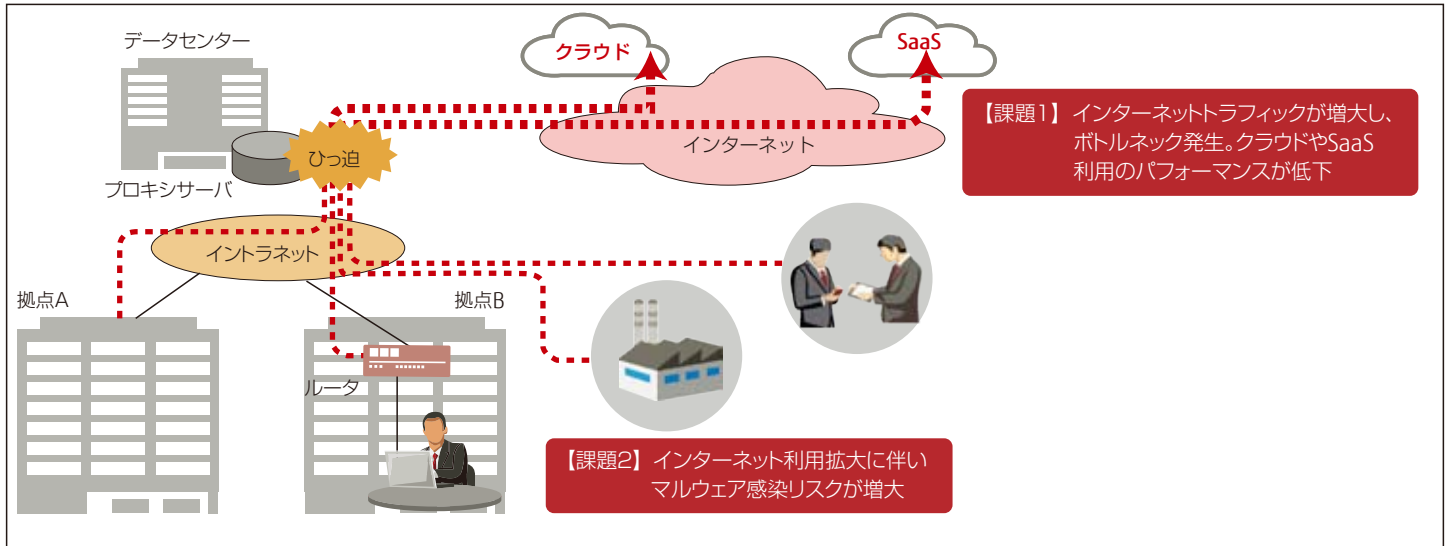 データセンター
クラウド
SaaS
【課題1】インターネットトラフィックが増大し、
ボトルネック発生。クラウドやSaaS
利用のパフォーマンスが低下
インターネット
ひっ迫
プロキシサーバ
イントラネット
拠点A
拠点B
ルータ
【課題2】インターネット利用拡大に伴い
マルウェア感染リスクが増大